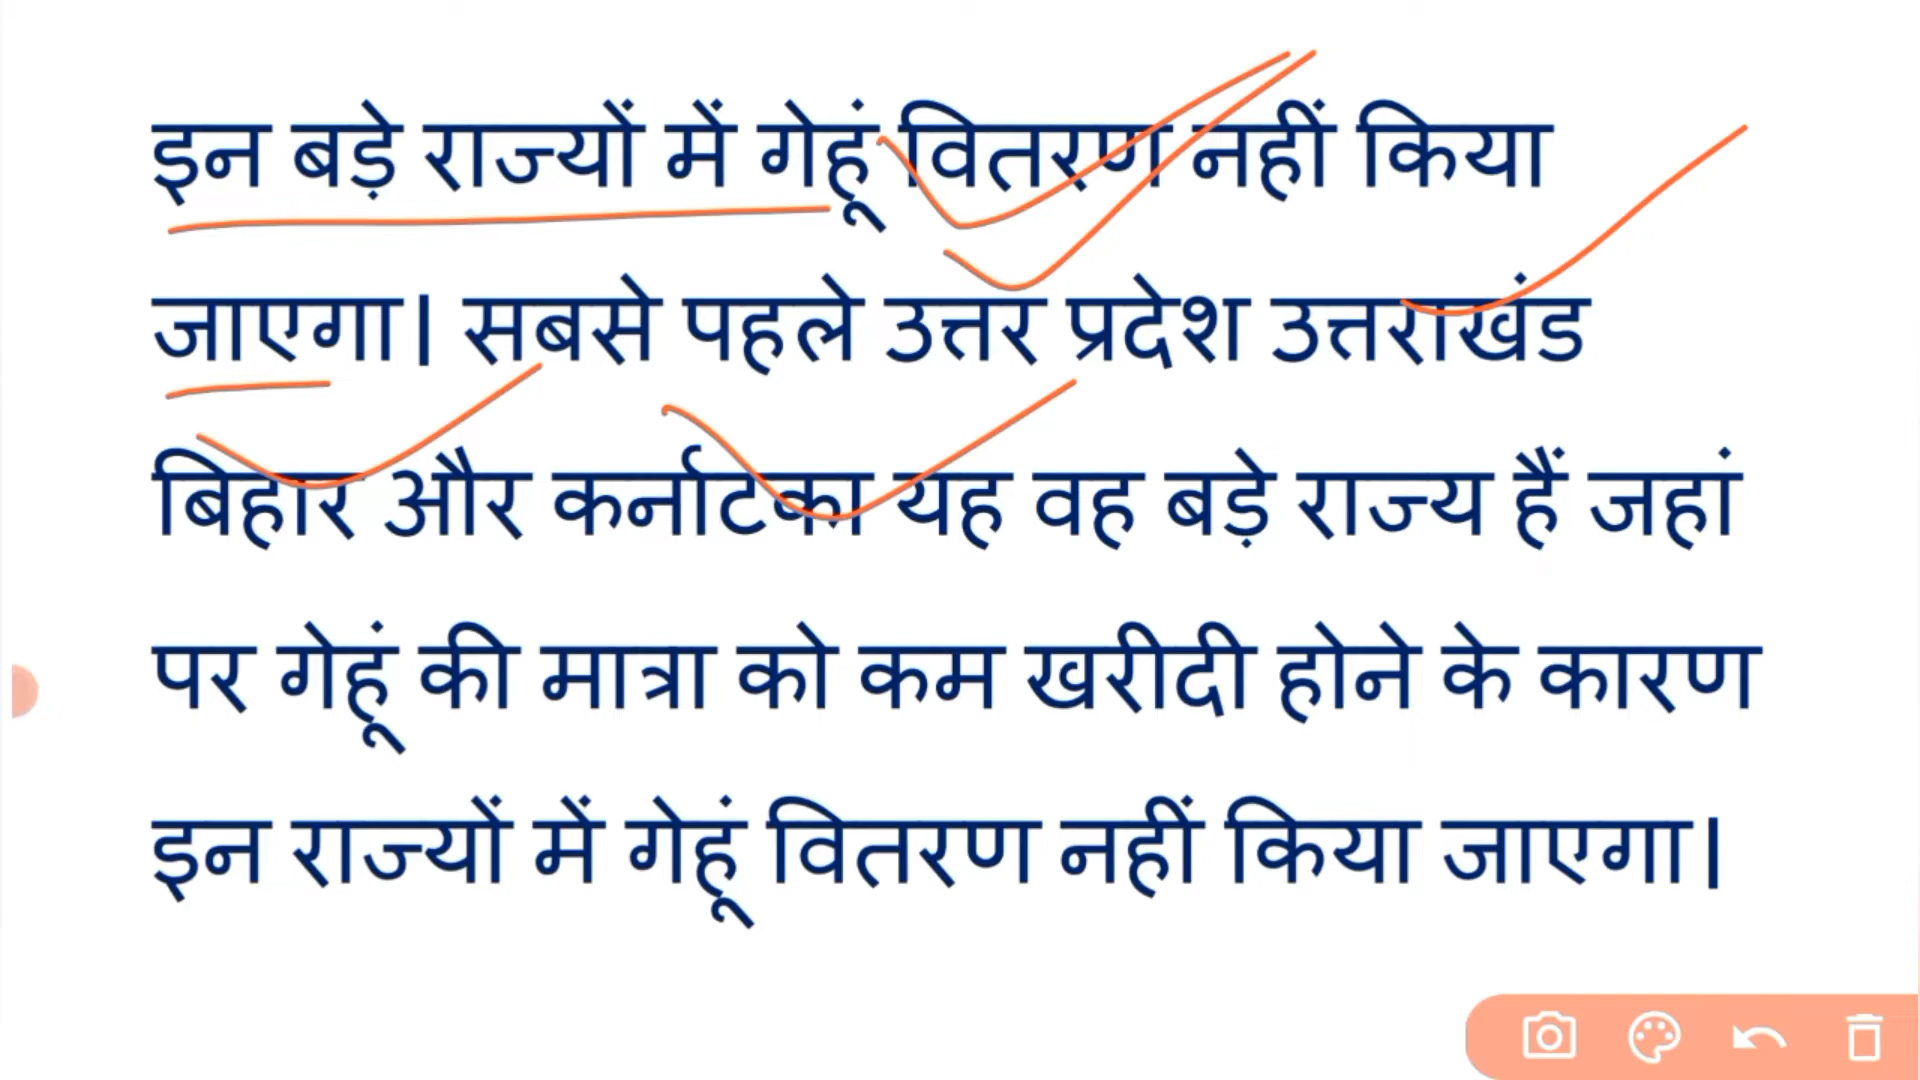 इन बड़े राज्यों में गेहूं वितरण नहीं किया
जाएगा। सबसे पहले उत्तर प्रदेश उत्तराखंड
बिहार और कर्नाटका यह वह बड़े राज्य हैं जहां
पर गेहूं की मात्रा को कम खरीदी होने के कारण
इन राज्यों में गेहूं वितरण नहीं किया जाएगा।